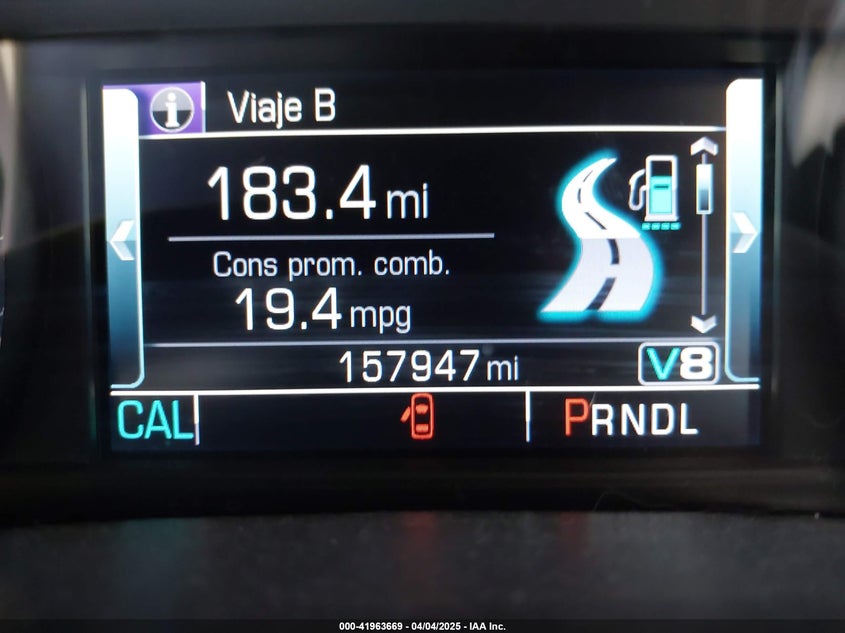 i Viaje B
183.4 mi
Cons prom. comb.
19.4 mpg
157947 mi V8
CAL PRNDL
000-41963669 - 04/04/2025 - IAA Inc.